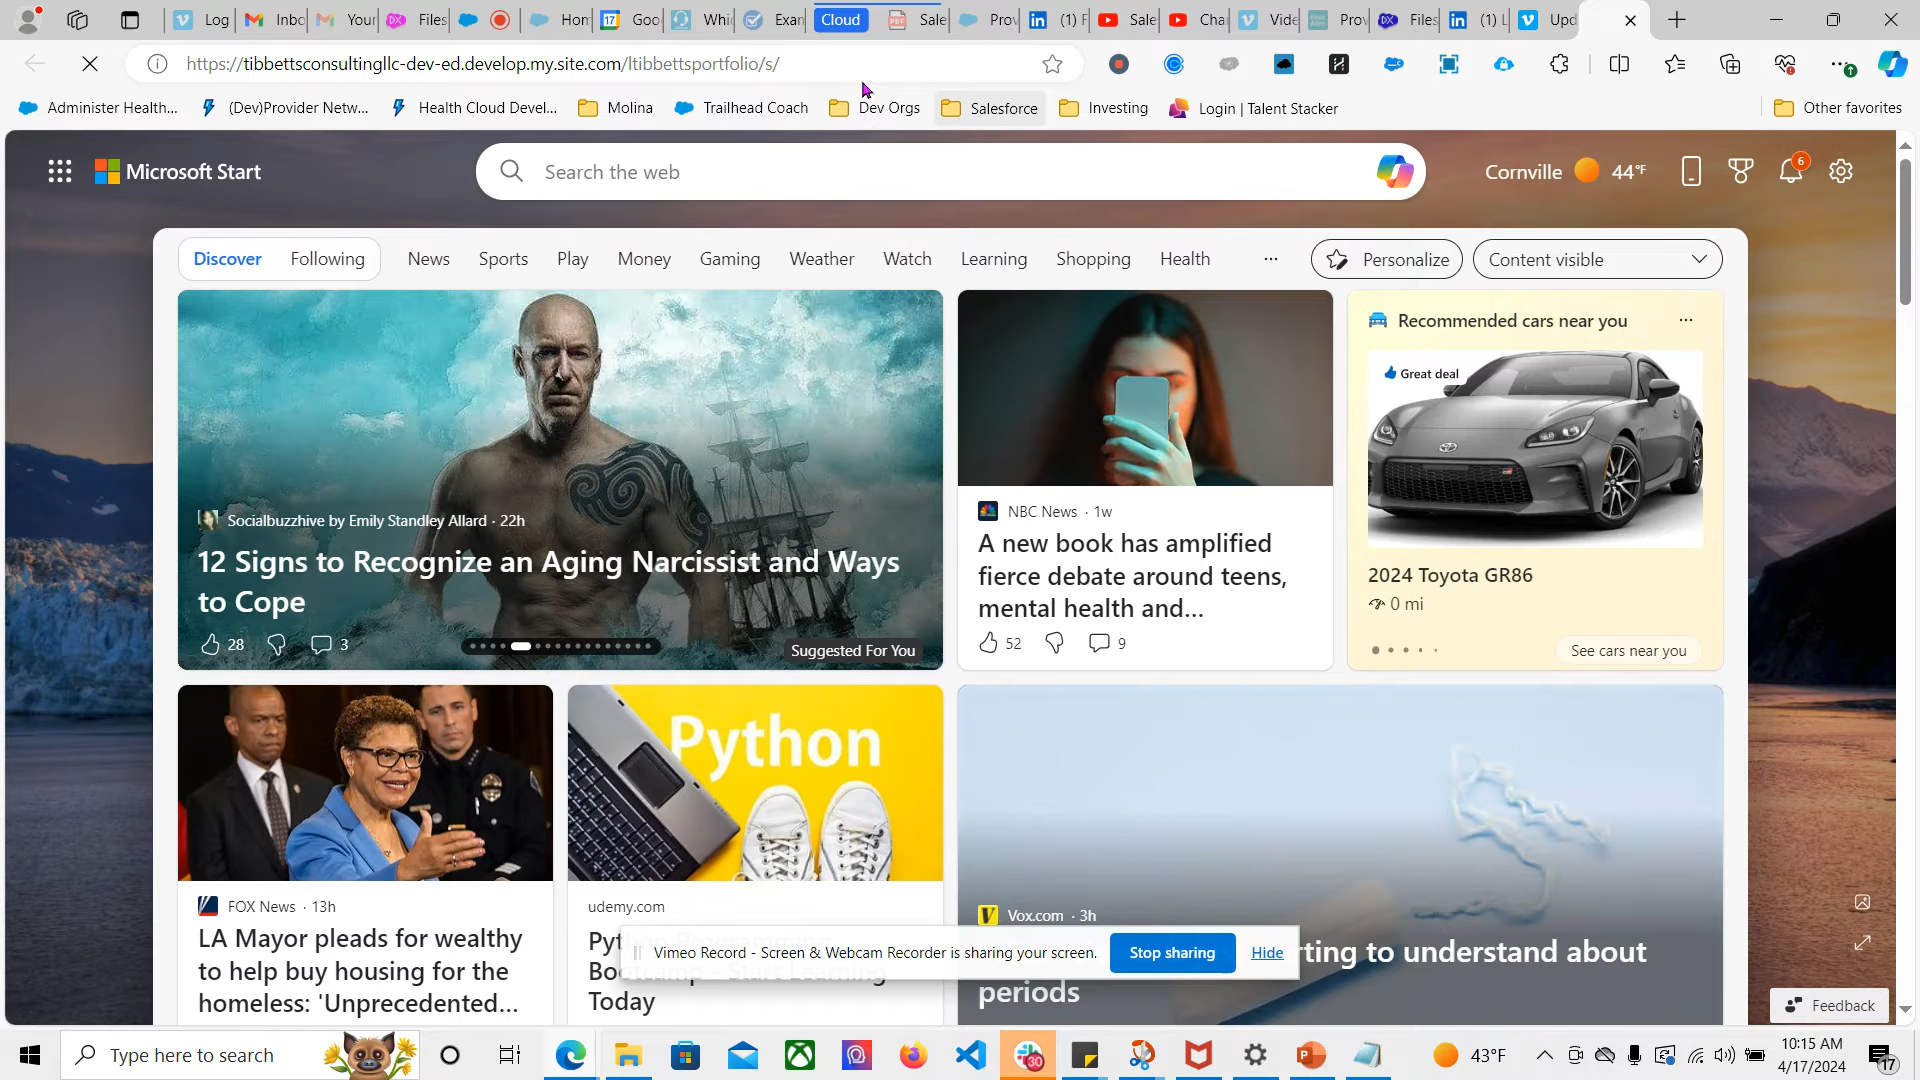 Log
Inbo
Your
Files
Hom
17
Goo
Whi
Exan
Cloud
Sale
Prov
(1) F
Sale
Cha
Vide
Prov
Files
(1) L
Upd
https://tibbettsconsultingllc-dev-ed.develop.my.site.com/ltibbettsportfolio/s/
Administer Health...
(Dev)Provider Netw...
Health Cloud Devel...
Molina
Trailhead Coach
Dev Orgs
Salesforce
Investing
Login | Talent Stacker
Other favorites
Microsoft Start
Search the web
Cornville
44°F
6
Discover
Following
News
Sports
Play
Money
Gaming
Weather
Watch
Learning
Shopping
Health
...
Personalize
Content visible
Socialbuzzhive by Emily Standley Allard · 22h
12 Signs to Recognize an Aging Narcissist and Ways
to Cope
28
3
Suggested For You
NBC News · 1w
A new book has amplified
fierce debate around teens,
mental health and...
52
9
Recommended cars near you
Great deal
2024 Toyota GR86
0 mi
See cars near you
FOX News · 13h
LA Mayor pleads for wealthy
to help buy housing for the
homeless: 'Unprecedented...
Python
udemy.com
Today
Vox.com · 3h
rting to understand about
periods
Vimeo Record - Screen & Webcam Recorder is sharing your screen.
Stop sharing
Hide
Feedback
Type here to search
30
43°F
10:15 AM
4/17/2024
17